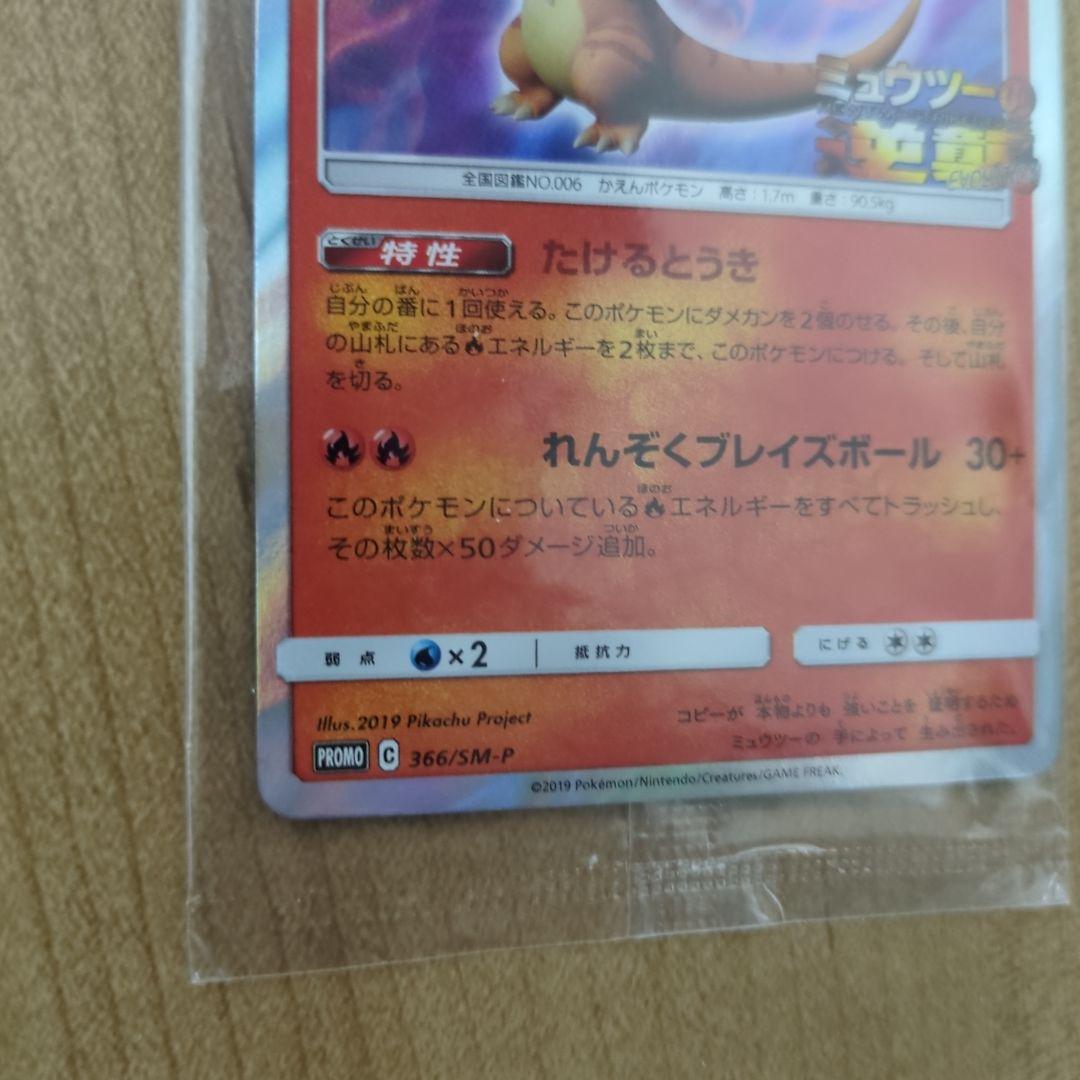 ミュウツーの
逆襲
全国図鑑NO.006 かえんポケモン 高さ：1.7m 重さ：90.5kg
とくせい
特性 たけるとうき
自分の番に1回使える。このポケモンにダメカンを2個のせる。その後、自分
の山札にある エネルギーを2枚まで、このポケモンにつける。そして山札
を切る。
れんぞくブレイズボール 30+
このポケモンについている エネルギーをすべてトラッシュし、
その枚数×50ダメージ追加。
弱点 ×2 抵抗力 にげる
Illus.2019 Pikachu Project
コピーが 本物よりも 強いことを 証明するため
ミュウツーの 手によって 生み出された。
PROMO C 366/SM-P
©2019 Pokémon/Nintendo/Creatures/GAME FREAK.